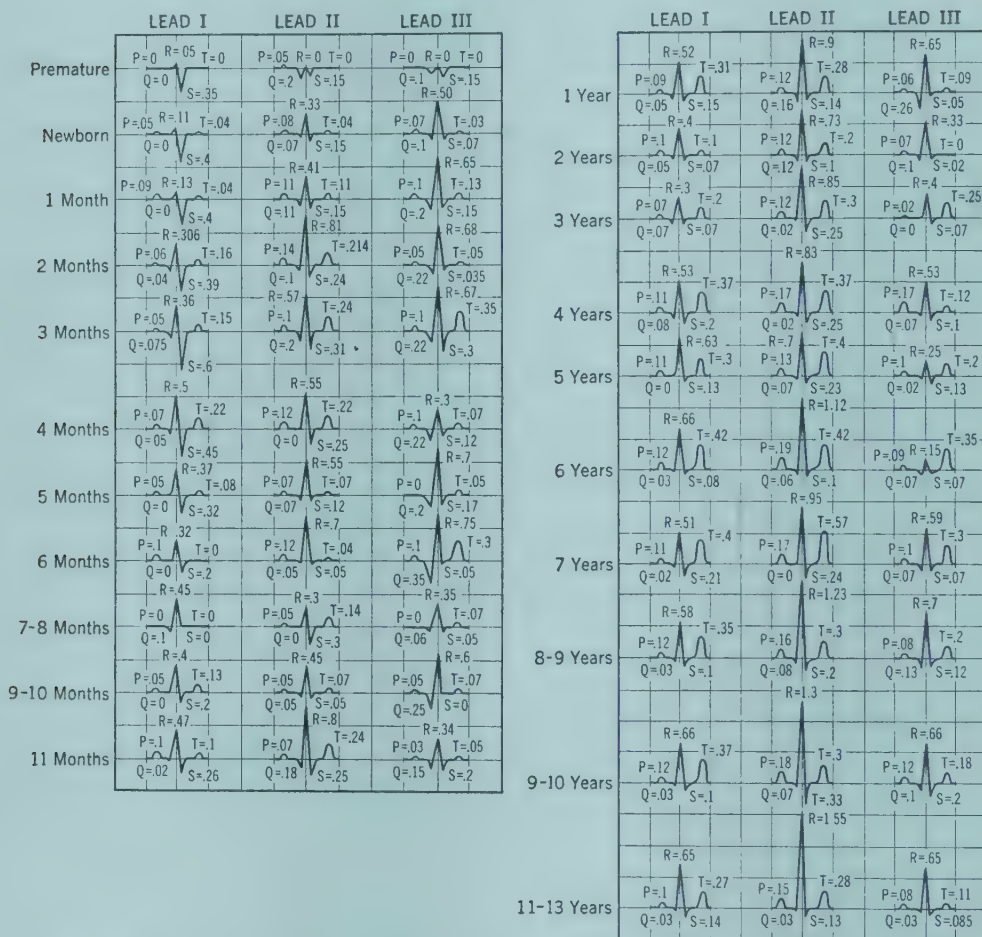 LEAD I LEAD II LEAD III
Premature
P=0 R=.05 T=0 P=.05 R=0 T=0 P=0 R=0 T=0
Q=0 S=.35 Q=.2 S=.15 Q=.1 S=.15
Newborn
R=.11 R=.33 R=.50
P=.05 T=.04 P=.08 T=.04 P=.07 T=.03
Q=0 S=.4 Q=.07 S=.15 Q=.1 S=.07
1 Month
R=.13 R=.41 R=.65
P=.09 T=.04 P=.11 T=.11 P=.1 T=.13
Q=0 S=.4 Q=.11 S=.15 Q=.2 S=.15
2 Months
R=.306 R=.81 R=.68
P=.06 T=.16 P=.14 T=.214 P=.05 T=.05
Q=.04 S=.39 Q=.1 S=.24 Q=.22 S=.035
3 Months
R=.36 R=.57 R=.67
P=.05 T=.15 P=.1 T=.24 P=.1 T=.35
Q=.075 S=.6 Q=.2 S=.31 Q=.22 S=.3
4 Months
R=.5 R=.55 R=.3
P=.07 T=.22 P=.12 T=.22 P=.1 T=.07
Q=05 S=.45 Q=0 S=.25 Q=.22 S=.12
5 Months
R=.37 R=.55 R=.7
P=.05 T=.08 P=.07 T=.07 P=0 T=.05
Q=0 S=.32 Q=.07 S=.12 Q=.2 S=.17
6 Months
R .32 R=.7 R=.75
P=.1 T=0 P=.12 T=.04 P=.1 T=.3
Q=0 S=.2 Q=.05 S=.05 Q=.35 S=.05
7-8 Months
R=.45 R=.3 R=.35
P=0 T=0 P=.05 T=.14 P=0 T=.07
Q=.1 S=0 Q=0 S=.3 Q=.06 S=.05
9-10 Months
R=.4 R=.45 R=.6
P=.05 T=.13 P=.05 T=.07 P=.05 T=.07
Q=0 S=.2 Q=.05 S=.05 Q=.25 S=0
11 Months
R=.47 R=.8 R=.34
P=.1 T=.1 P=.07 T=.24 P=.03 T=.05
Q=.02 S=.26 Q=.18 S=.25 Q=.15 S=.2
LEAD I LEAD II LEAD III
1 Year
R=.52 R=.9 R=.65
P=.09 T=.31 P=.12 T=.28 P=.06 T=.09
Q=.05 S=.15 Q=.16 S=.14 Q=.26 S=.05
2 Years
R=.4 R=.73 R=.33
P=.1 T=.1 P=.12 T=.2 P=.07 T=0
Q=.05 S=.07 Q=.12 S=.1 Q=.1 S=.02
3 Years
R=.3 R=.85 R=.4
P=.07 T=.2 P=.12 T=.3 P=.02 T=.25
Q=.07 S=.07 Q=.02 S=.25 Q=0 S=.07
4 Years
R=.53 R=.83 R=.53
P=.11 T=.37 P=.17 T=.37 P=.17 T=.12
Q=.08 S=.2 Q=.02 S=.25 Q=.07 S=.1
5 Years
R=.63 R=.7 R=.25
P=.11 T=.3 P=.13 T=.4 P=.1 T=.2
Q=0 S=.13 Q=.07 S=.23 Q=.02 S=.13
6 Years
R=.66 R=1.12 R=.15
P=.12 T=.42 P=.19 T=.42 P=.09 T=.35
Q=03 S=.08 Q=.06 S=.1 Q=07 S=.07
7 Years
R=.51 R=.95 R=.59
P=.11 T=.4 P=.17 T=.57 P=.1 T=.3
Q=.02 S=.21 Q=0 S=.24 Q=.07 S=.07
8-9 Years
R=.58 R=1.23 R=.7
P=.12 T=.35 P=.16 T=.3 P=.08 T=.2
Q=.03 S=.1 Q=.08 S=.2 Q=.13 S=.12
9-10 Years
R=.66 R=1.3 R=.66
P=.12 T=.37 P=.18 T=.3 P=.12 T=.18
Q=.03 S=.1 Q=.07 T=.33 Q=.1 S=.2
11-13 Years
R=.65 R=1 55 R=.65
P=.1 T=.27 P=.15 T=.28 P=.08 T=.11
Q=.03 S=.14 Q=.03 S=.13 Q=.03 S=.085